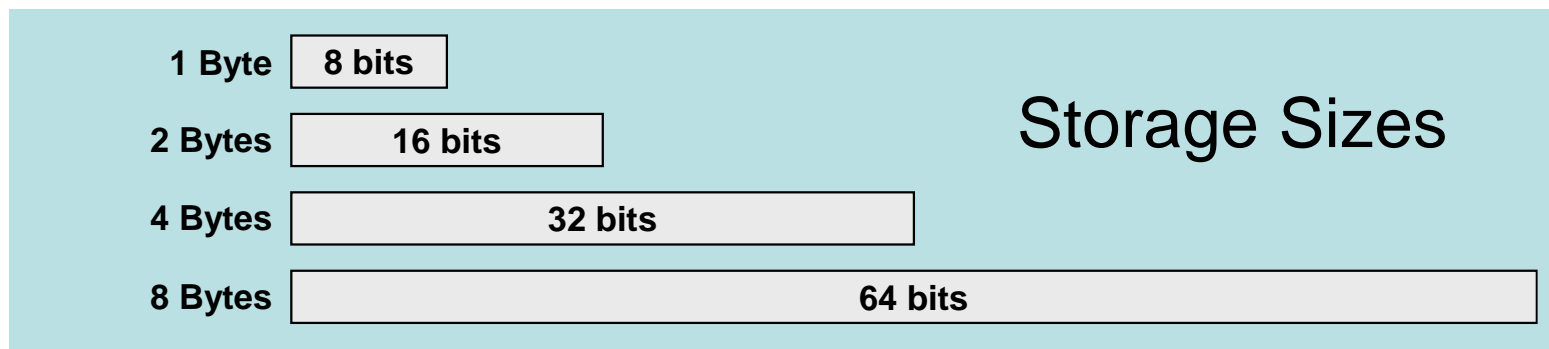 1 Byte 8 bits
Storage Sizes
2 Bytes 16 bits
4 Bytes 32 bits
8 Bytes 64 bits